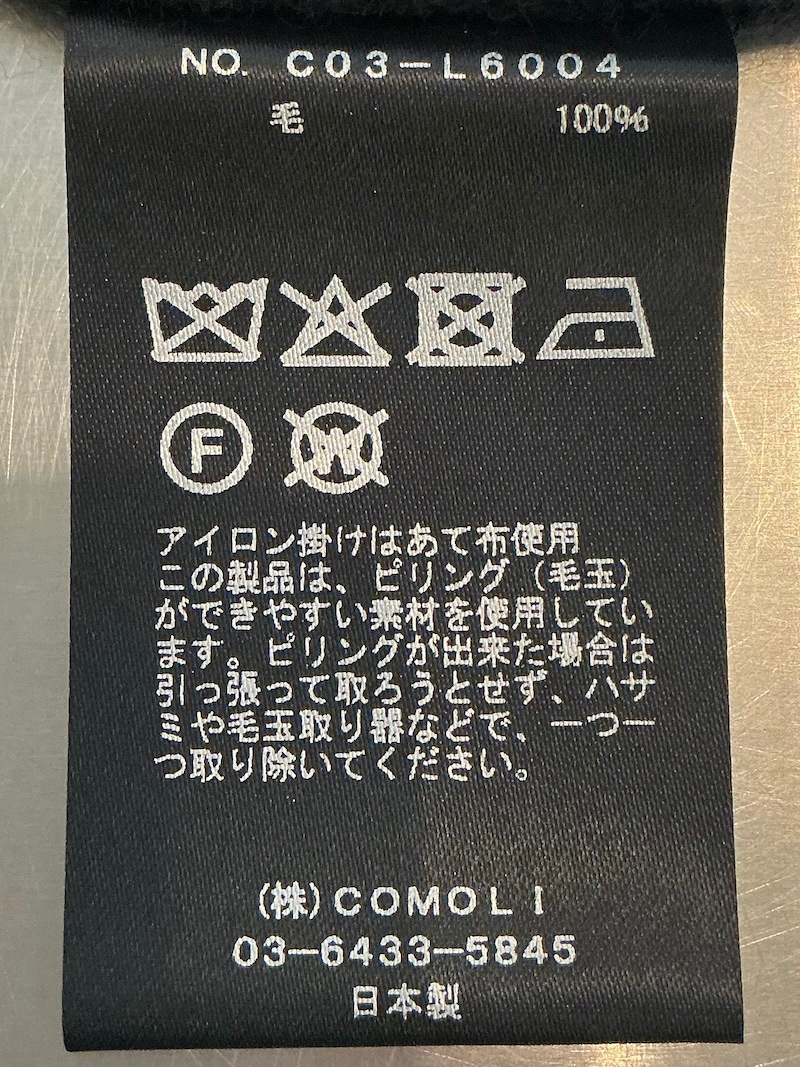 NO. C03-L6004
毛 100%
F W
アイロン掛けはあて布使用
この製品は、ピリング（毛玉）
ができやすい素材を使用してい
ます。ピリングが出来た場合は
引っ張って取ろうとせず、ハサ
ミや毛玉取り器などで、一つ一
つ取り除いてください。
(株)COMOLI
03-6433-5845
日本製